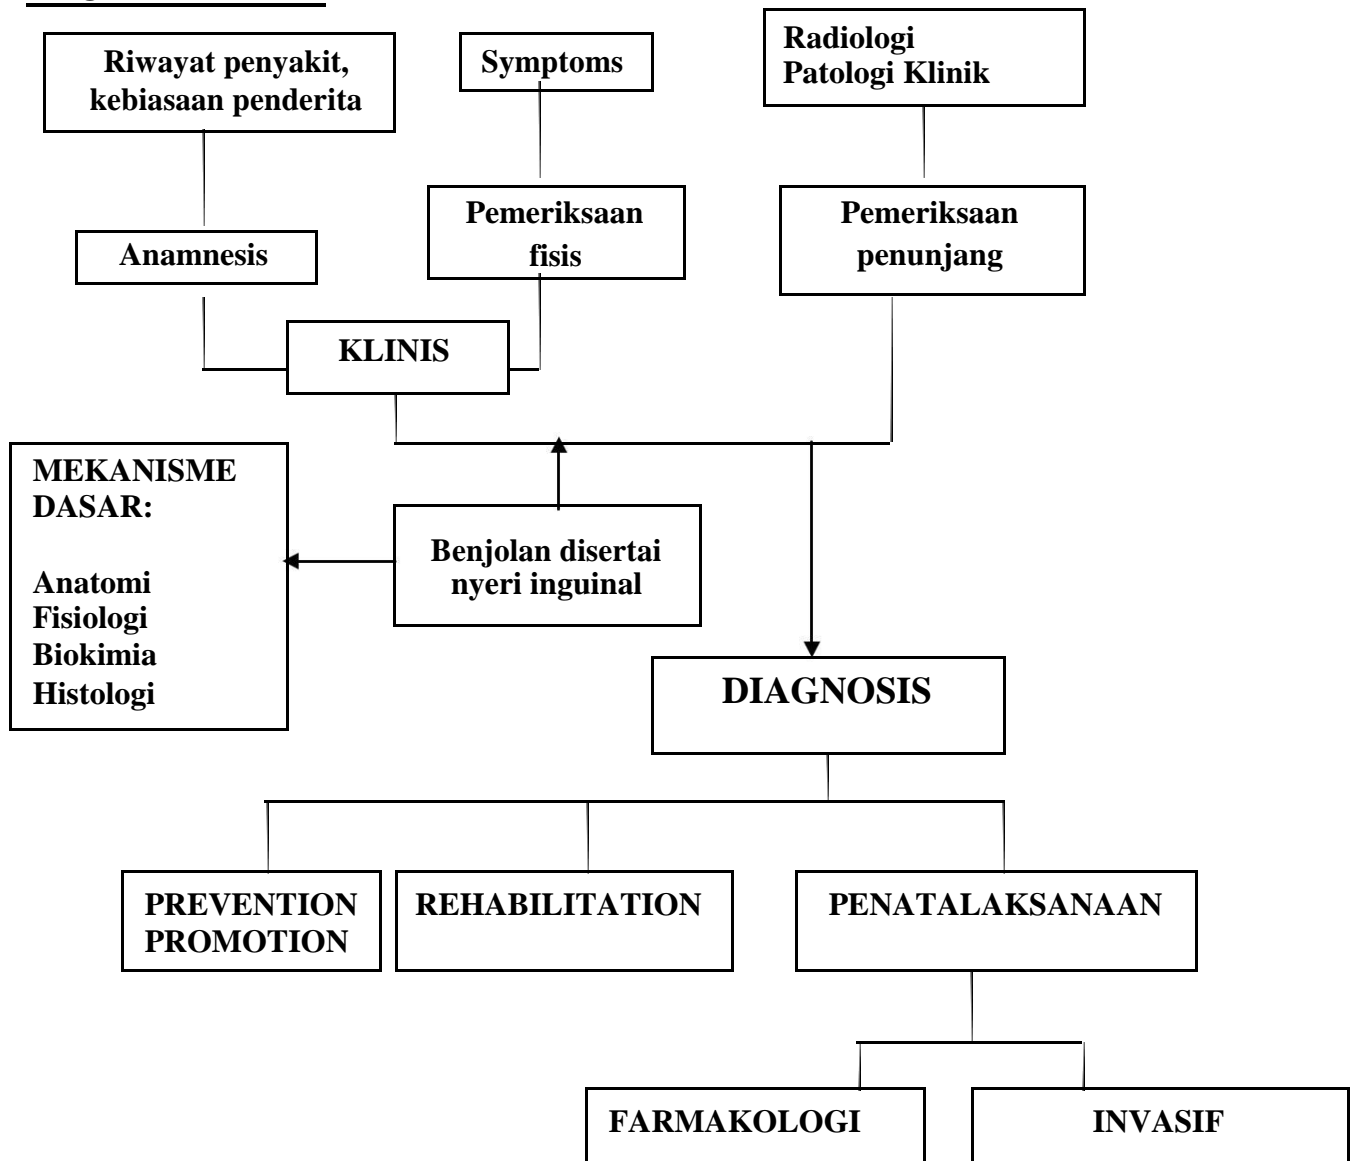 Riwayat penyakit,
kebiasaan penderita
Symptoms
Radiologi
Patologi Klinik
Anamnesis
Pemeriksaan
fisis
Pemeriksaan
penunjang
KLINIS
MEKANISME
DASAR:
Anatomi
Fisiologi
Biokimia
Histologi
Benjolan disertai
nyeri inguinal
DIAGNOSIS
PREVENTION
PROMOTION
REHABILITATION
PENATALAKSANAAN
FARMAKOLOGI
INVASIF